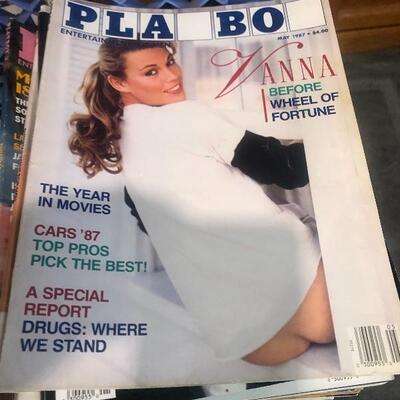 PLA BO
ENTERTAIN
MAY 1987 • $4.00
VANNA
BEFORE
WHEEL OF
FORTUNE
THE YEAR
IN MOVIES
CARS '87
TOP PROS
PICK THE BEST!
A SPECIAL
REPORT
DRUGS: WHERE
WE STAND
05